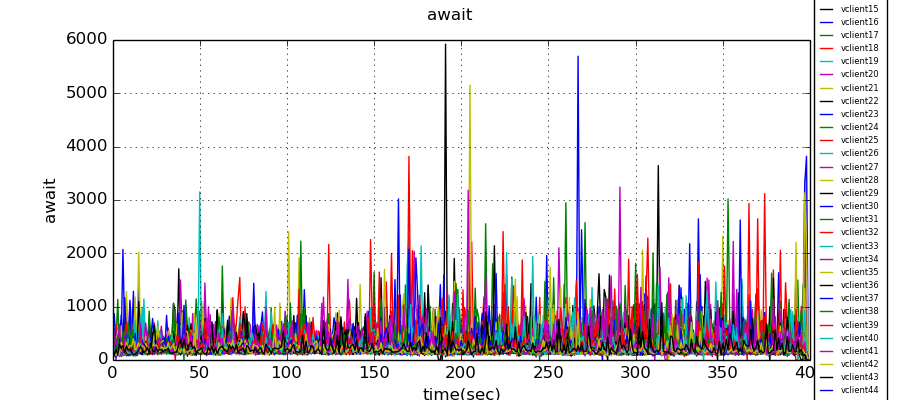 await
await
6000
5000
4000
3000
2000
1000
0
0 50 100 150 200 250 300 350 40
time(sec)
vclient15
vclient16
vclient17
vclient18
vclient19
vclient20
vclient21
vclient22
vclient23
vclient24
vclient25
vclient26
vclient27
vclient28
vclient29
vclient30
vclient31
vclient32
vclient33
vclient34
vclient35
vclient36
vclient37
vclient38
vclient39
vclient40
vclient41
vclient42
vclient43
vclient44